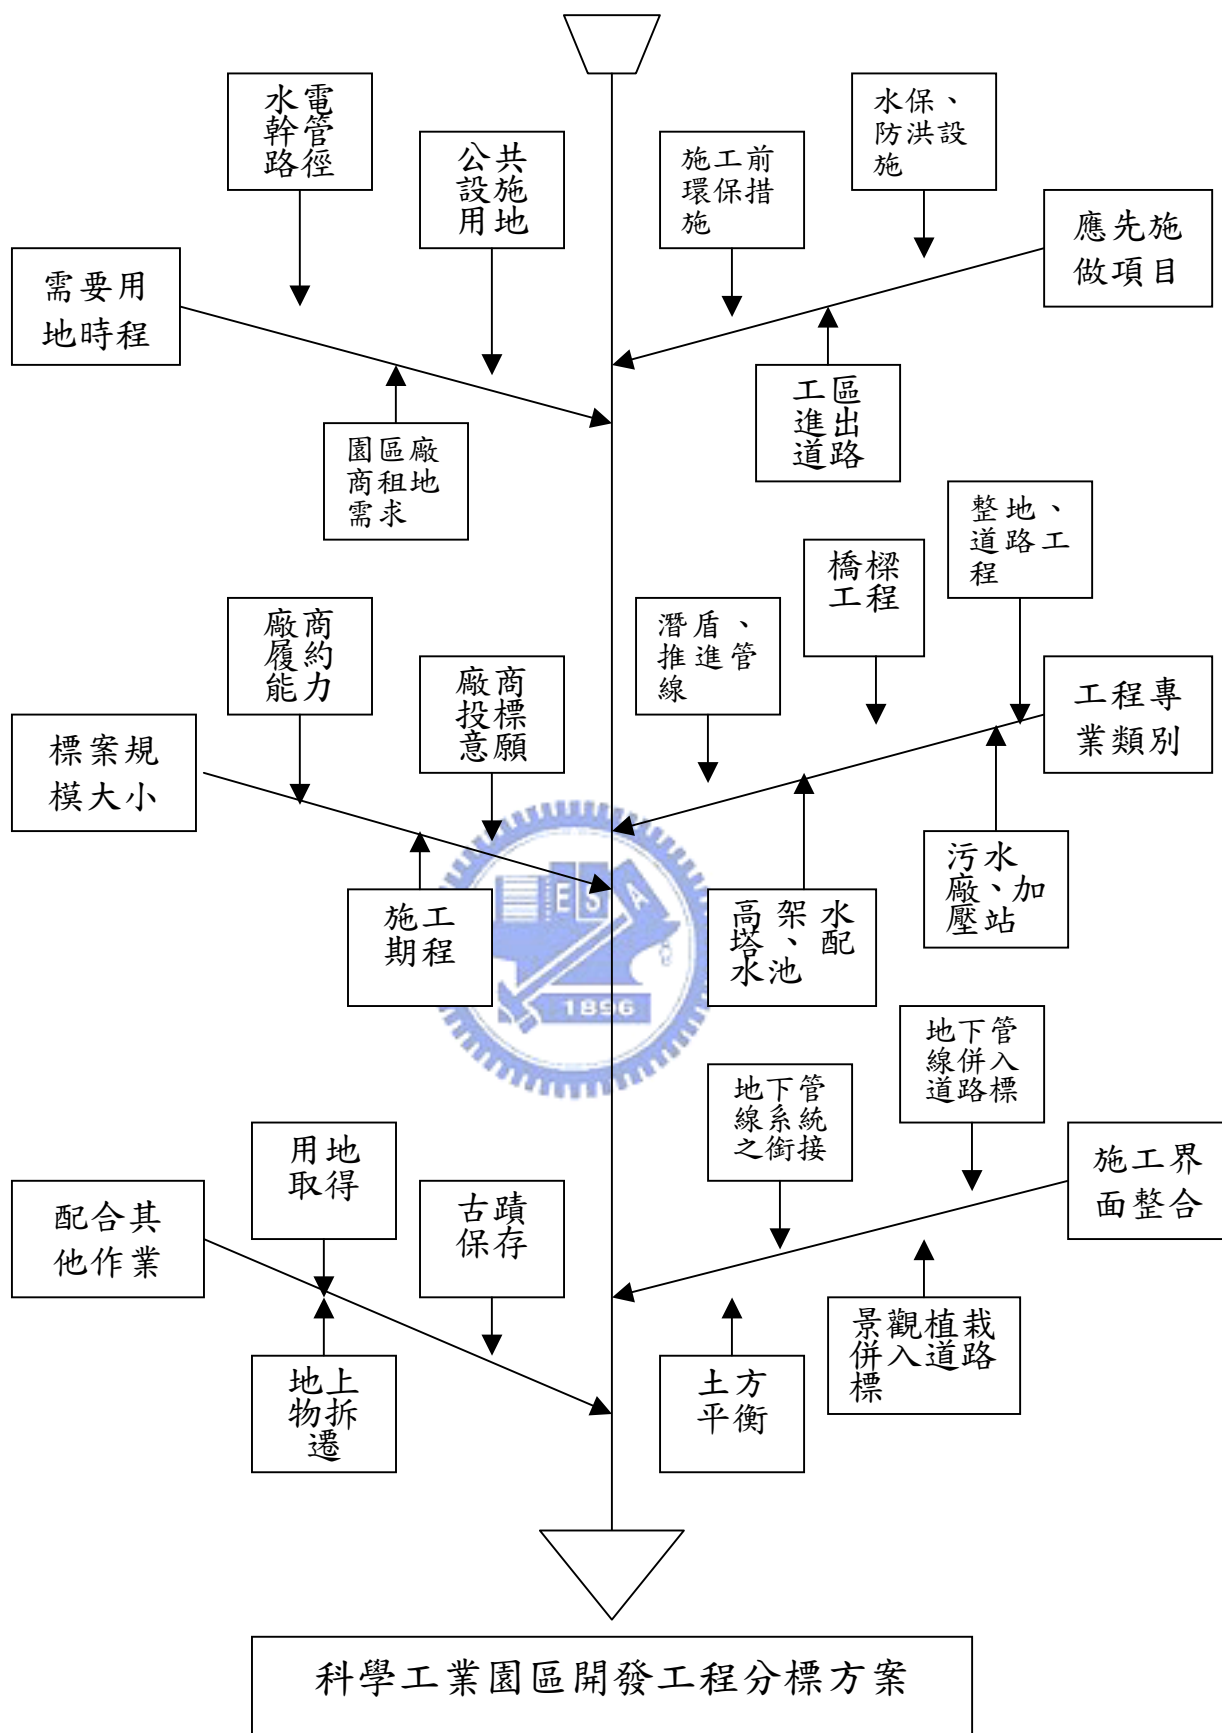 水電
幹管
路徑
公共
設施
用地
施工前
環保措
施
水保、
防洪設
施
需要用
地時程
應先施
做項目
園區廠
商租地
需求
工區
進出
道路
整地、
道路工
程
橋樑
工程
潛盾、
推進管
線
廠商
履約
能力
廠商
投標
意願
標案規
模大小
工程專
業類別
施工
期程
高架水
塔、配
水池
污水
廠、加
壓站
ESA
1896
地下管
線併入
道路標
地下管
線系統
之銜接
用地
取得
古蹟
保存
配合其
他作業
施工界
面整合
地上
物拆
遷
土方
平衡
景觀植栽
併入道路
標
科學工業園區開發工程分標方案